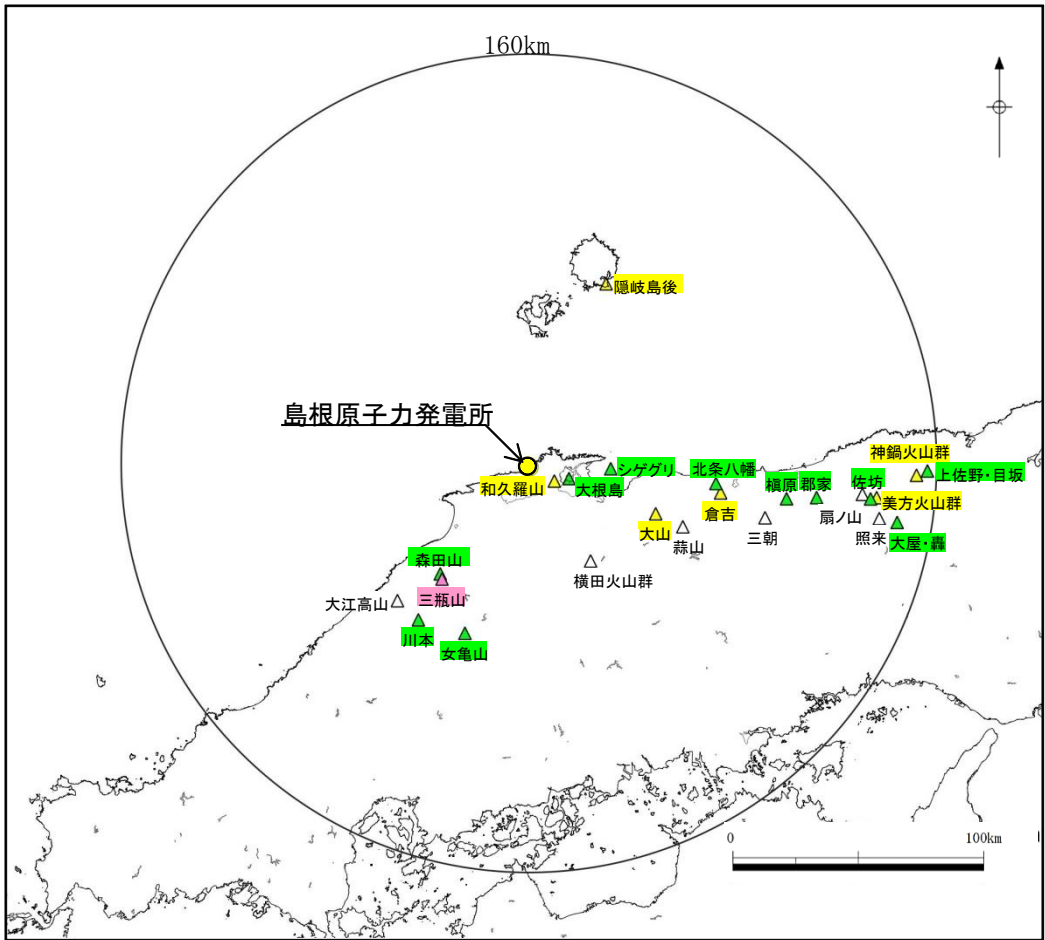 160km
隠岐島後
島根原子力発電所
神鍋火山群
シゲグリ
北条八幡
上佐野・目坂
和久羅山
大根島
槇原
郡家
佐坊
倉吉
美方火山群
大山
扇ノ山
三朝
蒜山
照来
大屋・轟
森田山
横田火山群
三瓶山
大江高山
川本
女亀山
0
100km